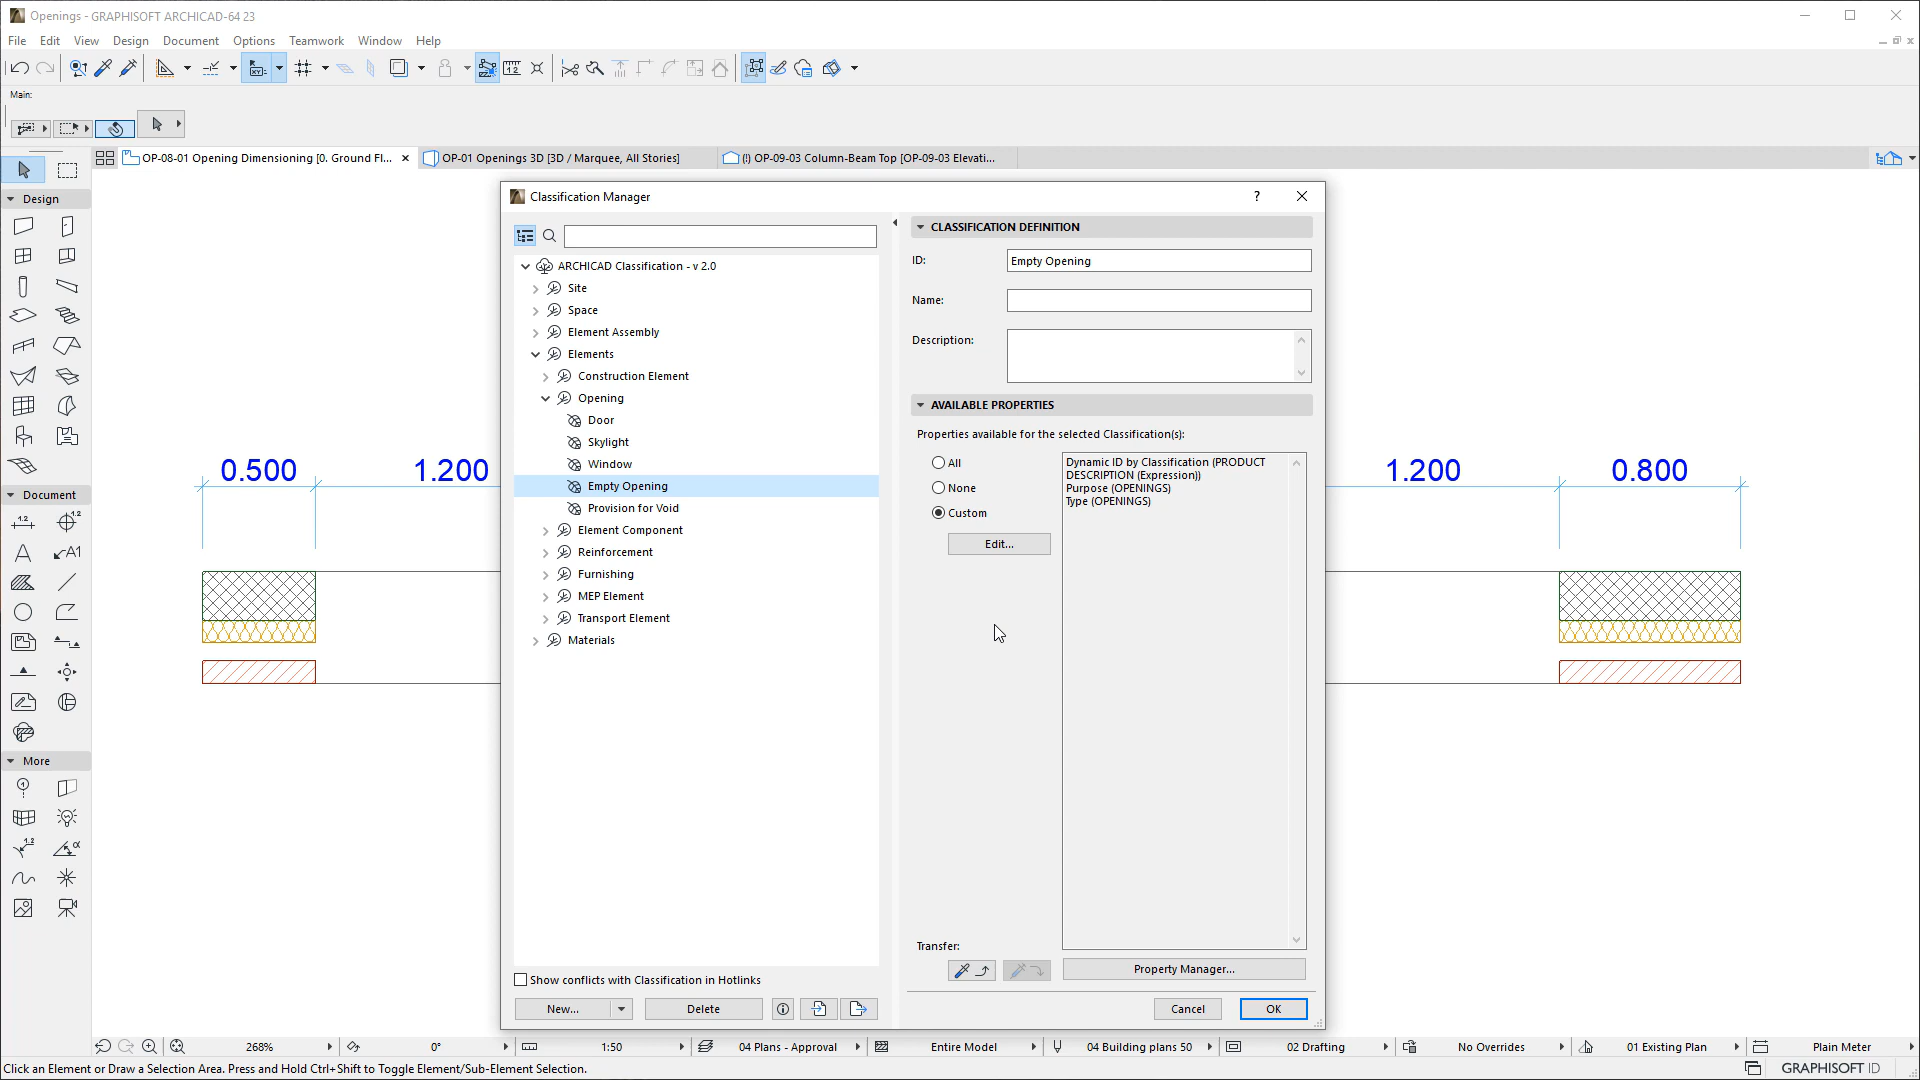 Openings - GRAPHISOFT ARCHICAD-64 23
File Edit View Design Document Options Teamwork Window Help
Main:
OP-08-01 Opening Dimensioning [0. Ground Fl...
OP-01 Openings 3D [3D / Marquee, All Stories]
(!) OP-09-03 Column-Beam Top [OP-09-03 Elevati...
Design
Document
1.2
1.2
A
A1
More
1
1.2
α
0.500
1.200
1.200
0.800
Classification Manager
?
ARCHICAD Classification - v 2.0
Site
Space
Element Assembly
Elements
Construction Element
Opening
Door
Skylight
Window
Empty Opening
Provision for Void
Element Component
Reinforcement
Furnishing
MEP Element
Transport Element
Materials
Show conflicts with Classification in Hotlinks
New...
Delete
CLASSIFICATION DEFINITION
ID:
Empty Opening
Name:
Description:
AVAILABLE PROPERTIES
Properties available for the selected Classification(s):
All
None
Custom
Edit...
Dynamic ID by Classification (PRODUCT
DESCRIPTION (Expression))
Purpose (OPENINGS)
Type (OPENINGS)
Transfer:
Property Manager...
Cancel
OK
268%
0°
1:50
04 Plans - Approval
Entire Model
04 Building plans 50
02 Drafting
No Overrides
01 Existing Plan
Plain Meter
Click an Element or Draw a Selection Area. Press and Hold Ctrl+Shift to Toggle Element/Sub-Element Selection.
GRAPHISOFT ID